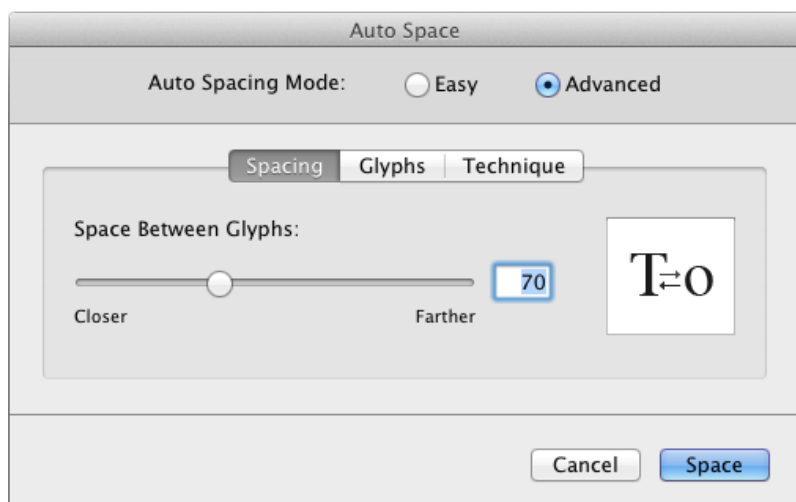 Auto Space
Auto Spacing Mode: Easy Advanced
Spacing Glyphs Technique
Space Between Glyphs:
70
Closer Farther
To
Cancel Space